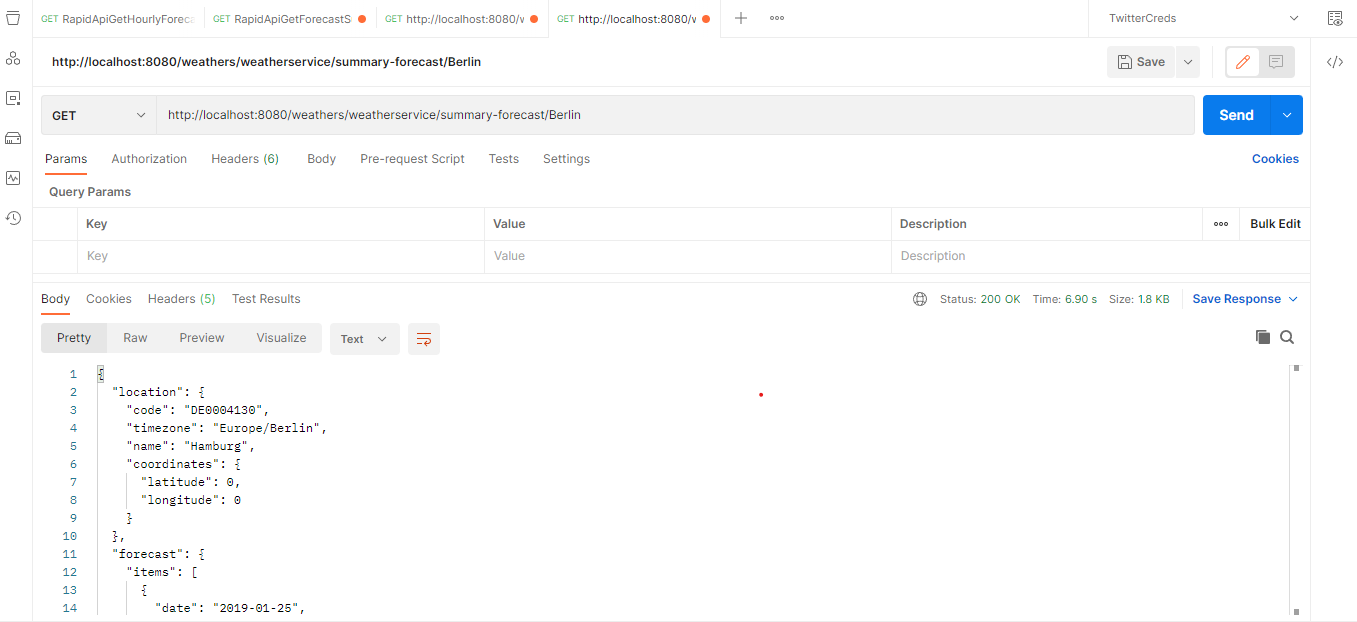 GET RapidApiGetHourlyForeca
GET RapidApiGetForecastS
GET http://localhost:8080/w
GET http://localhost:8080/w
TwitterCreds
http://localhost:8080/weathers/weatherservice/summary-forecast/Berlin
Save
GET
http://localhost:8080/weathers/weatherservice/summary-forecast/Berlin
Send
Params Authorization Headers (6) Body Pre-request Script Tests Settings Cookies
Query Params
Key Value Description Bulk Edit
Key Value Description
Body Cookies Headers (5) Test Results Status: 200 OK Time: 6.90 s Size: 1.8 KB Save Response
Pretty Raw Preview Visualize Text
1 {
2 "location": {
3 "code": "DE0004130",
4 "timezone": "Europe/Berlin",
5 "name": "Hamburg",
6 "coordinates": {
7 "latitude": 0,
8 "longitude": 0
9 }
10 },
11 "forecast": {
12 "items": [
13 {
14 "date": "2019-01-25",